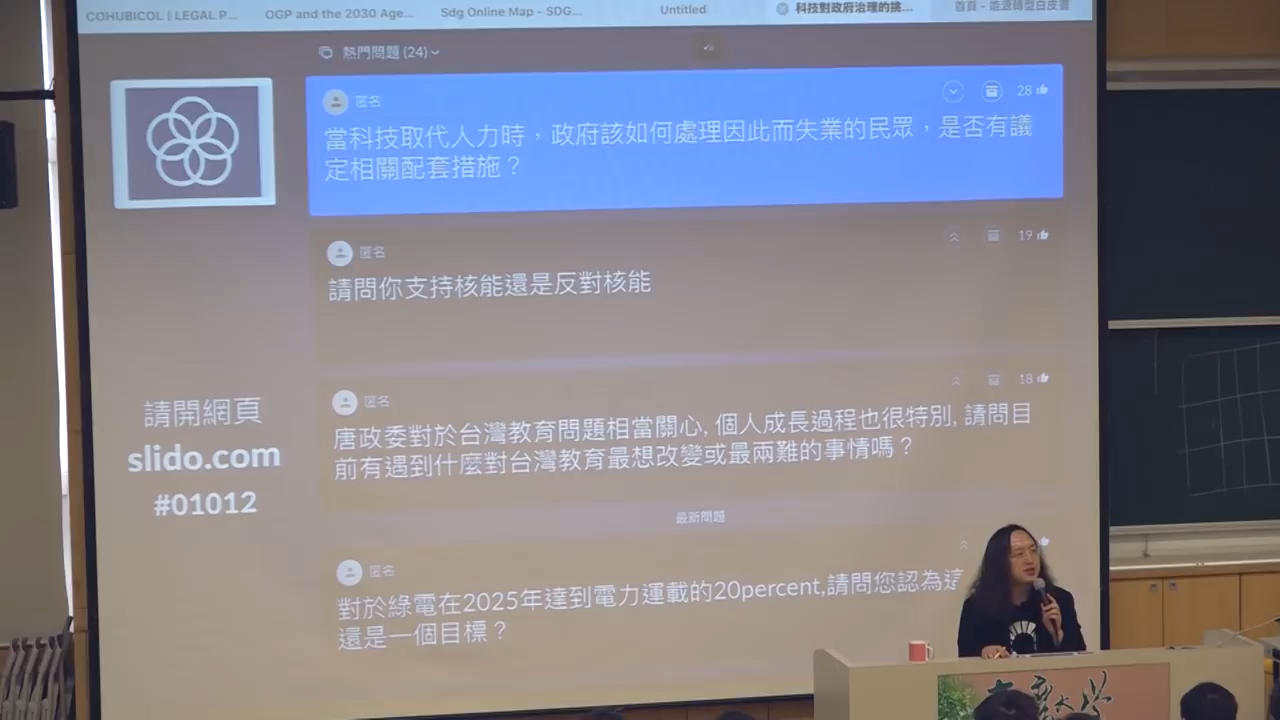 COHUBICOL | LEGAL P...
OGP and the 2030 Age...
Sdg Online Map - SDG...
Untitled
科技對政府治理的挑...
首頁 - 能源轉型白皮書
熱門問題 (24)
匿名
28
當科技取代人力時，政府該如何處理因此而失業的民眾，是否有議
定相關配套措施？
匿名
19
請問你支持核能還是反對核能
匿名
18
唐政委對於台灣教育問題相當關心, 個人成長過程也很特別, 請問目
前有遇到什麼對台灣教育最想改變或最兩難的事情嗎？
最新問題
匿名
對於綠電在2025年達到電力運載的20percent,請問您認為這
還是一個目標？
請開網頁
slido.com
#01012
大學